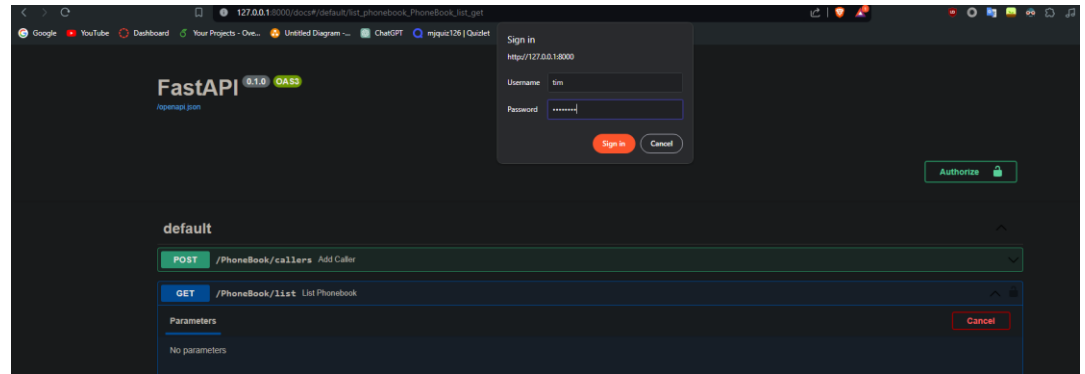 127.0.0.1:8000/docs#/default/list_phonebook_PhoneBook_list_get
Google YouTube Dashboard Your Projects - Ove... Untitled Diagram -... ChatGPT mjquiz126 | Quizlet
Sign in
http://127.0.0.1:8000
Username tim
Password ••••••••
Sign in Cancel
FastAPI 0.1.0 OAS3
/openapi.json
Authorize
default
POST /PhoneBook/callers Add Caller
GET /PhoneBook/list List Phonebook
Parameters Cancel
No parameters